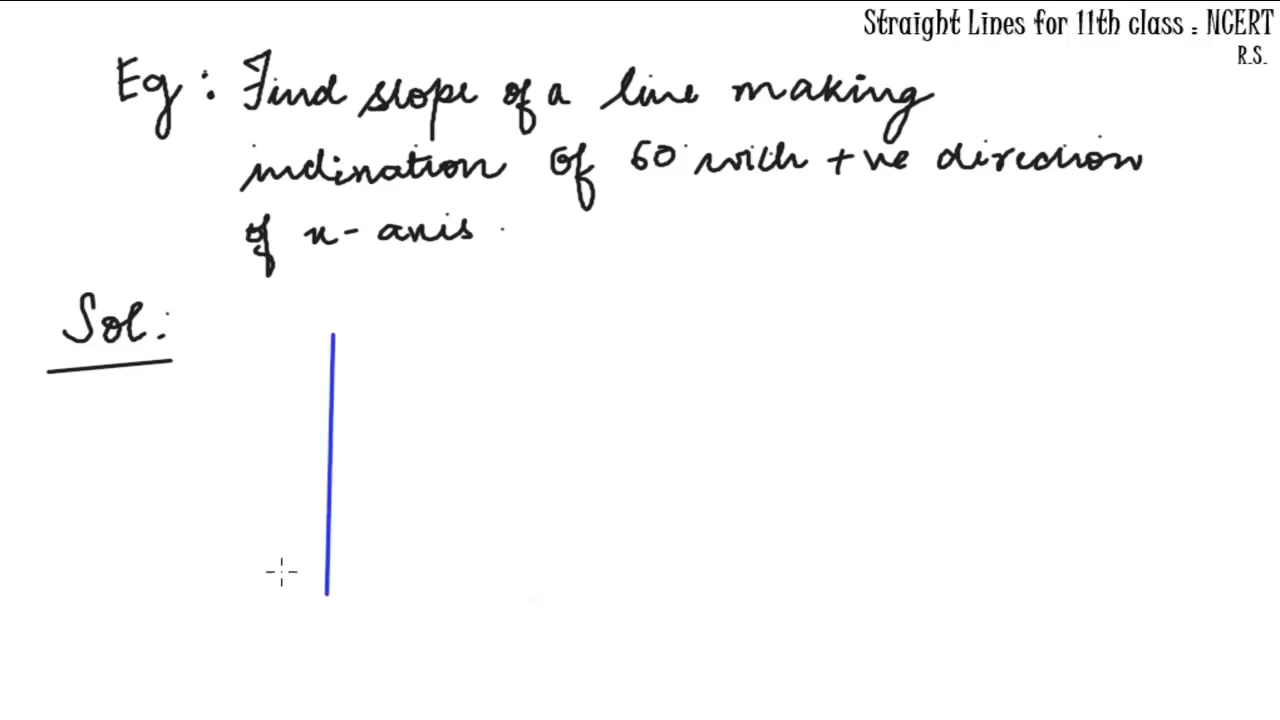 Straight Lines for 11th class : NCERT
R.S.
Eg : Find slope of a line making
inclination of 60° with +ve direction
of x-axis.
Sol: